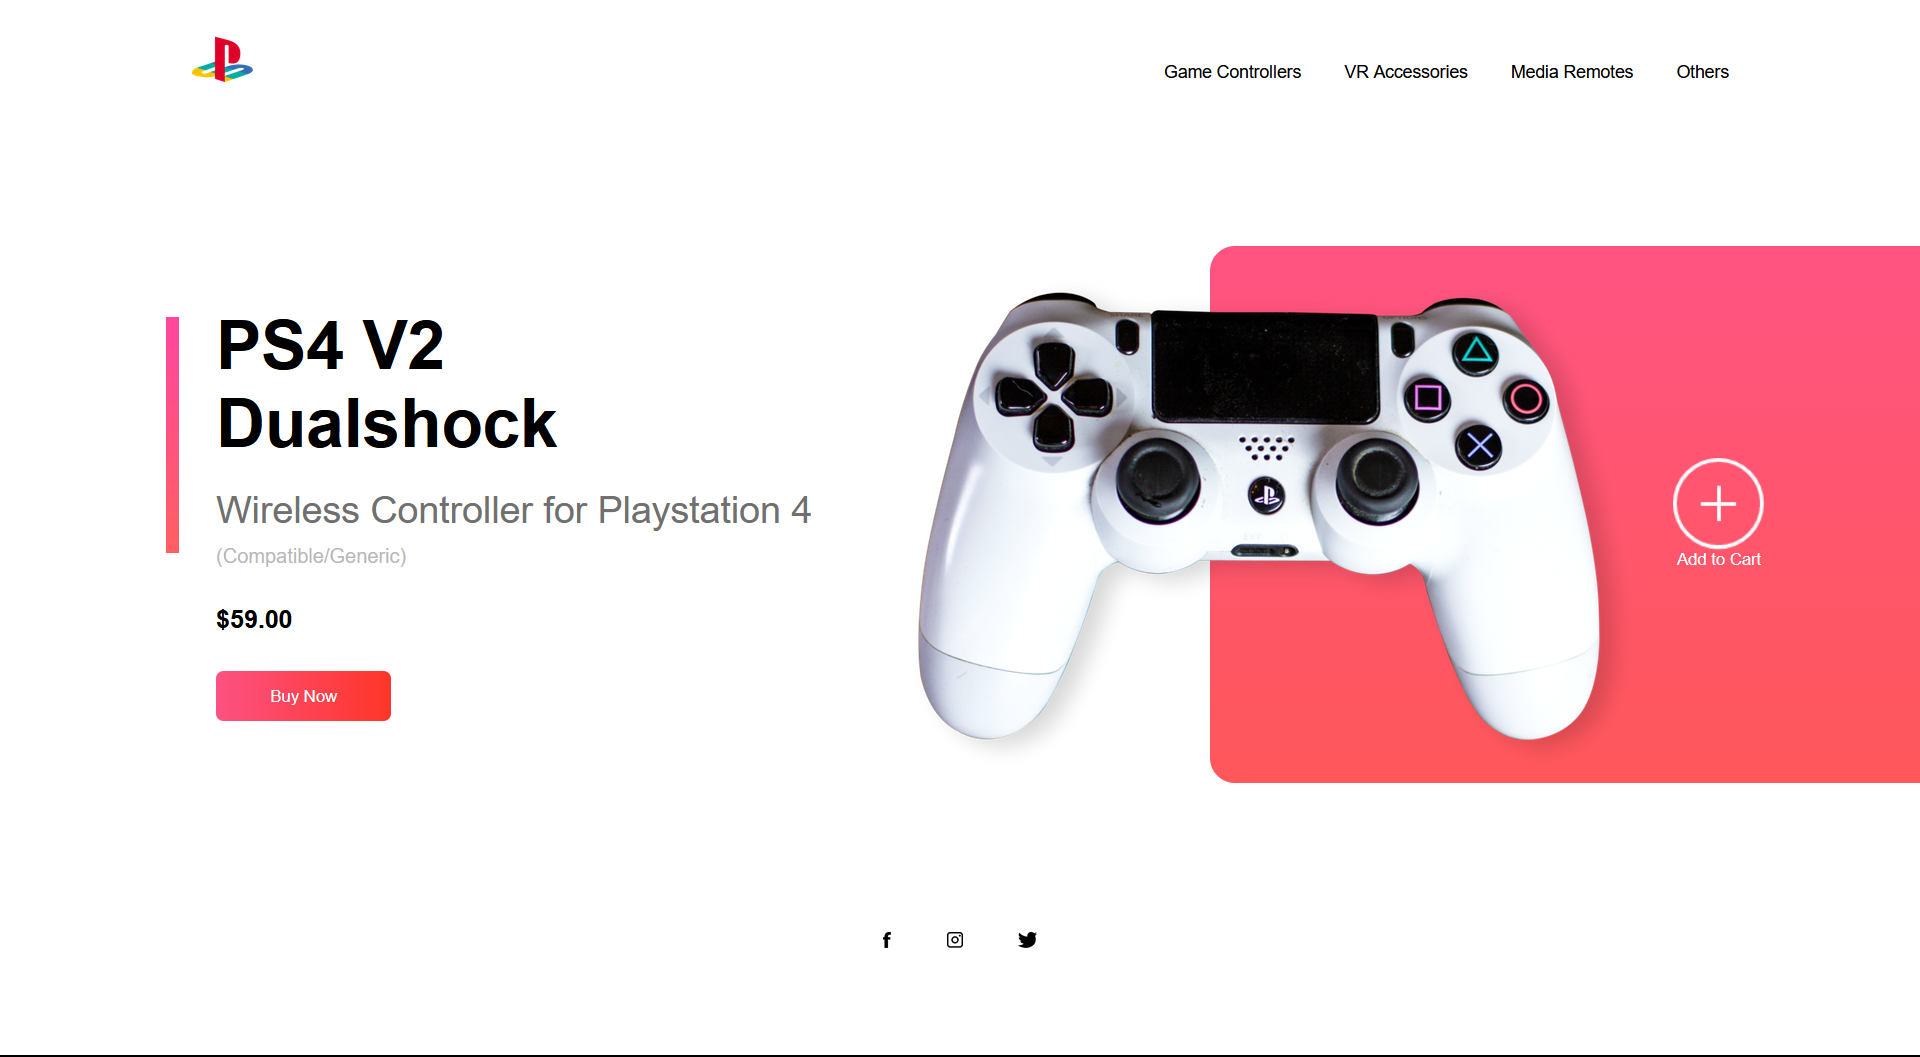 Game Controllers VR Accessories Media Remotes Others
PS4 V2
Dualshock
Wireless Controller for Playstation 4
(Compatible/Generic)
$59.00
Buy Now
Add to Cart